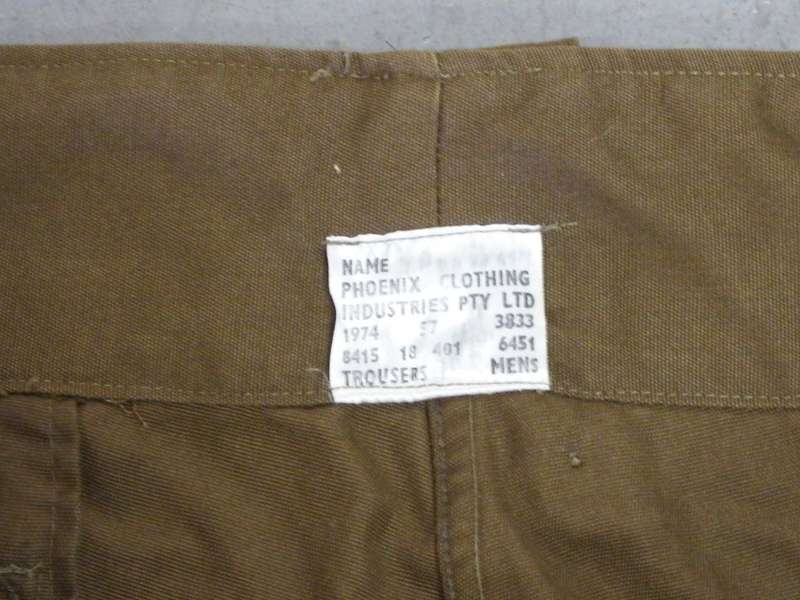 NAME
PHOENIX CLOTHING
INDUSTRIES PTY LTD
1974 57 3833
8415 18 401 6451
TROUSERS MENS